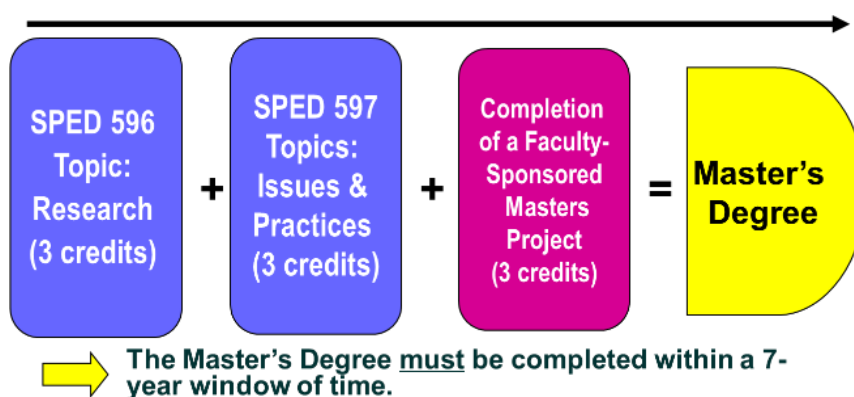 SPED 596
Topic:
Research
(3 credits)
+
SPED 597
Topics:
Issues &
Practices
(3 credits)
+
Completion
of a Faculty-
Sponsored
Masters
Project
(3 credits)
=
Master's
Degree
The Master's Degree must be completed within a 7-
year window of time.